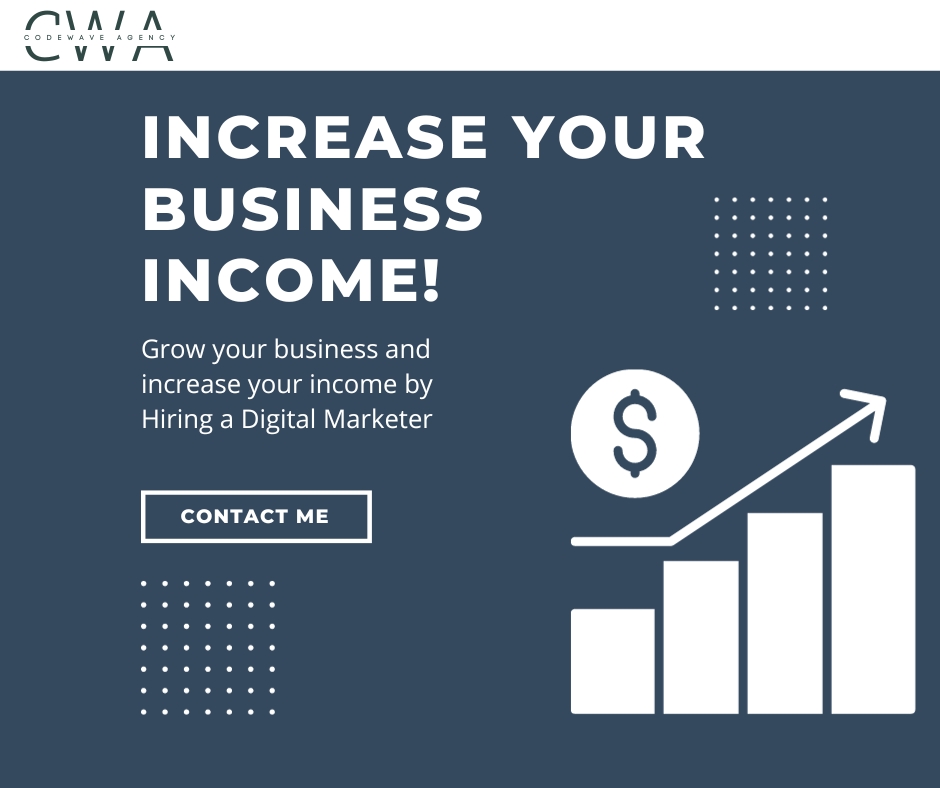 CWA
CODEWAVE AGENCY
INCREASE YOUR
BUSINESS
INCOME!
Grow your business and
increase your income by
Hiring a Digital Marketer
$
CONTACT ME